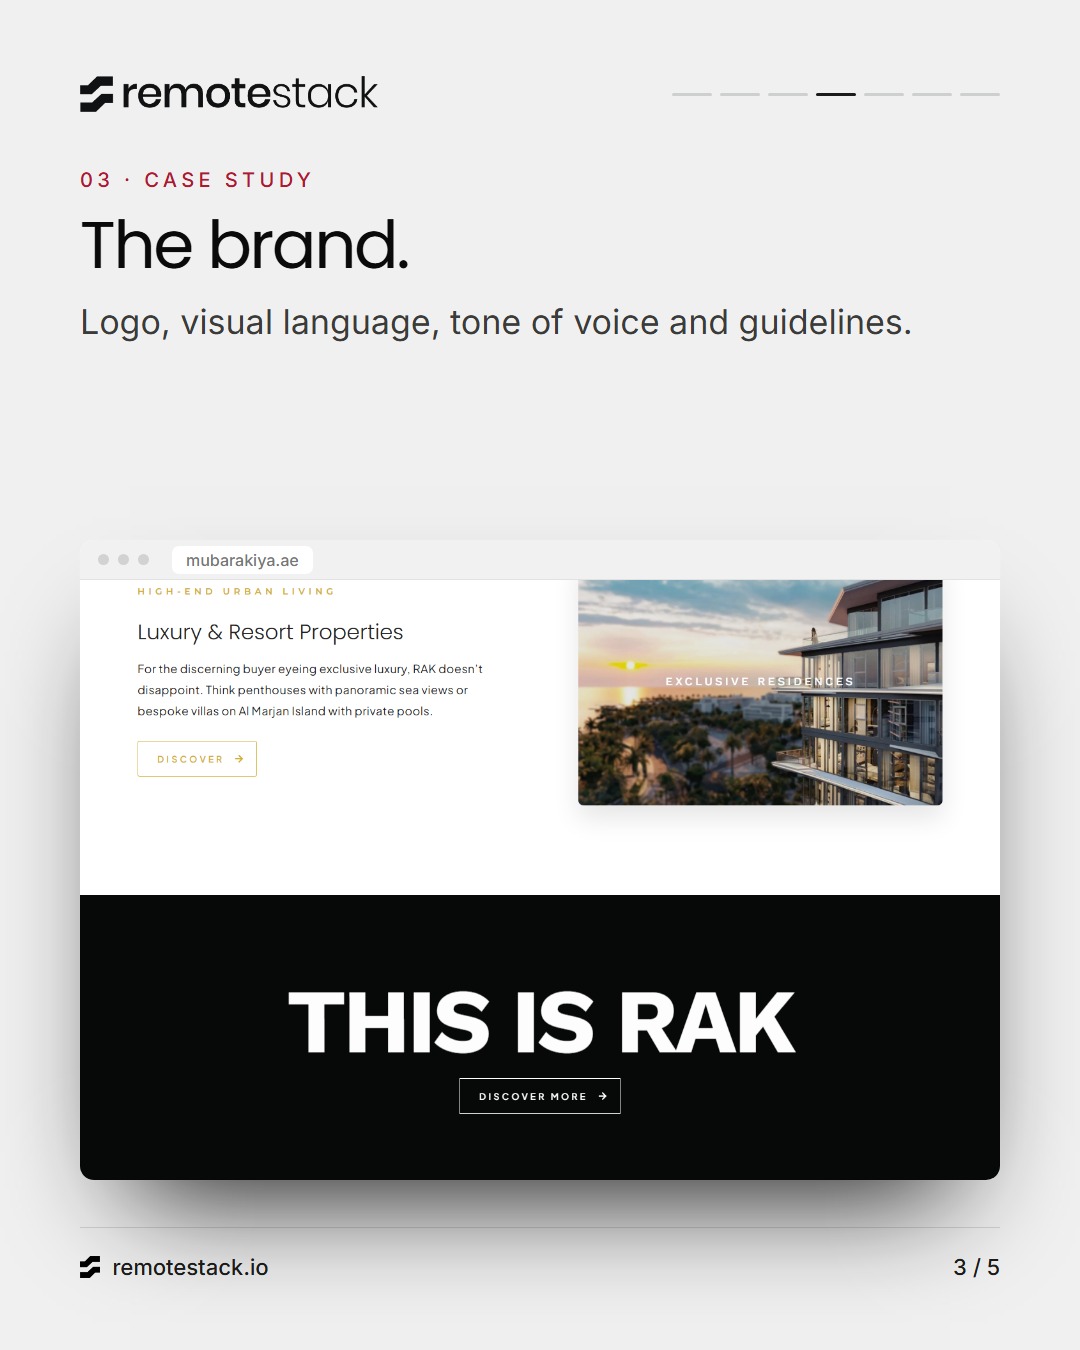 remotestack
03 · CASE STUDY
The brand.
Logo, visual language, tone of voice and guidelines.
mubarakiya.ae
HIGH-END URBAN LIVING
Luxury & Resort Properties
For the discerning buyer eyeing exclusive luxury, RAK doesn't
disappoint. Think penthouses with panoramic sea views or
bespoke villas on Al Marjan Island with private pools.
DISCOVER →
EXCLUSIVE RESIDENCES
THIS IS RAK
DISCOVER MORE →
remotestack.io
3 / 5